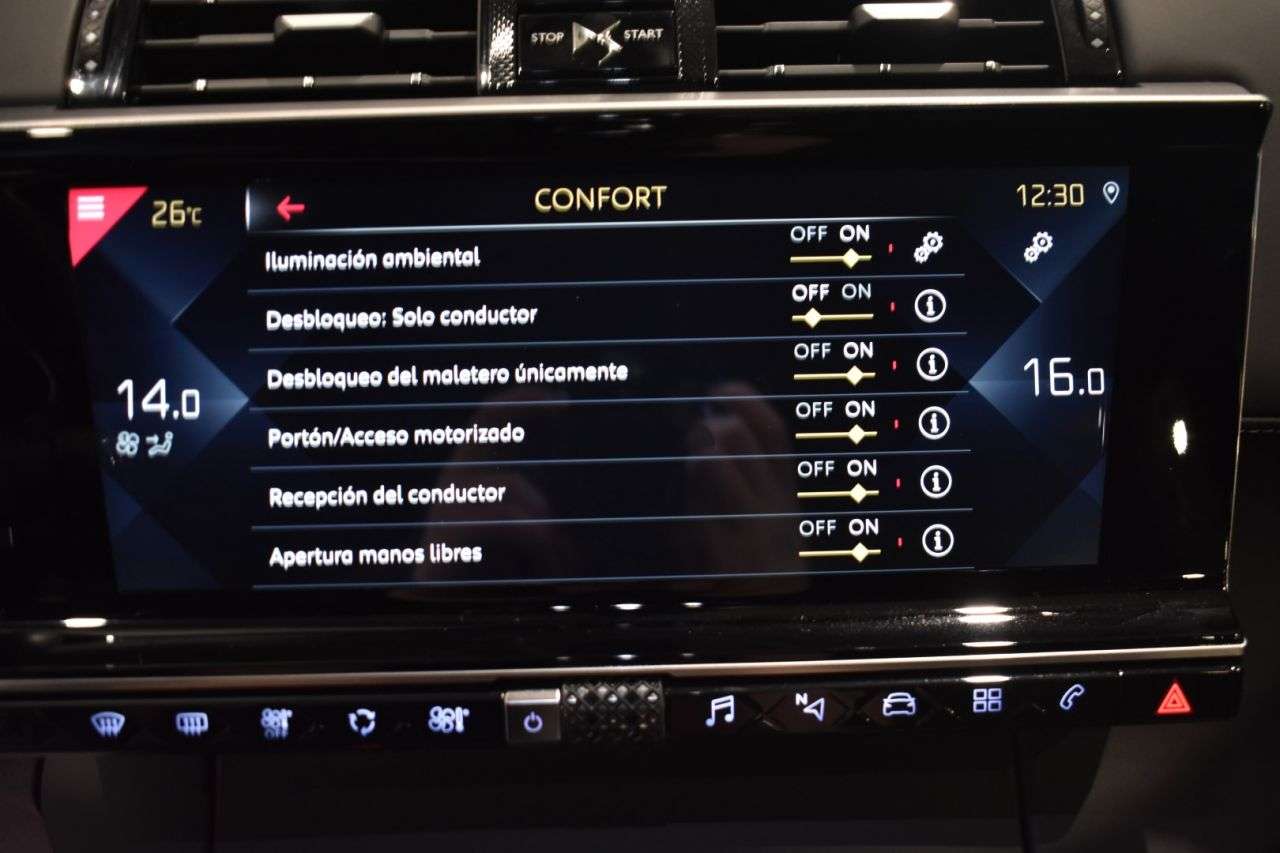 STOP START
26°C
CONFORT
12:30
Iluminación ambiental OFF ON
Desbloqueo: Solo conductor OFF ON
Desbloqueo del maletero únicamente OFF ON
Portón/Acceso motorizado OFF ON
Recepción del conductor OFF ON
Apertura manos libres OFF ON
14.0
16.0
N